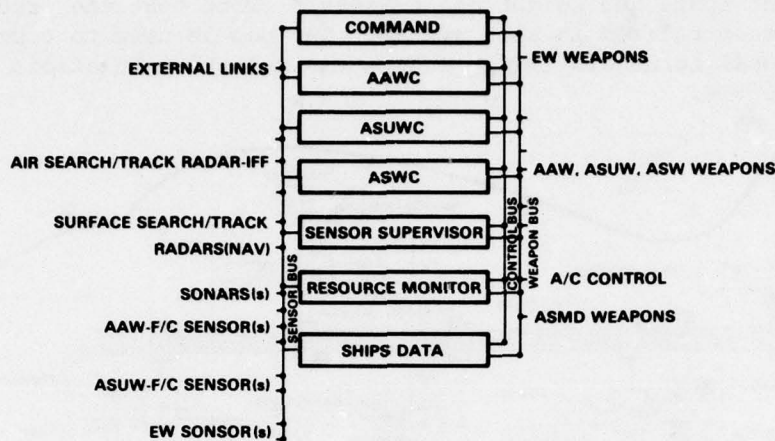 COMMAND
EXTERNAL LINKS
EW WEAPONS
AAWC
ASUWC
AIR SEARCH/TRACK RADAR-IFF
AAW, ASUW, ASW WEAPONS
ASWC
SURFACE SEARCH/TRACK
RADARS(NAV)
SENSOR SUPERVISOR
SENSOR BUS
CONTROL BUS
WEAPON BUS
A/C CONTROL
SONARS(s)
RESOURCE MONITOR
AAW-F/C SENSOR(s)
ASMD WEAPONS
SHIPS DATA
ASUW-F/C SENSOR(s)
EW SONSOR(s)